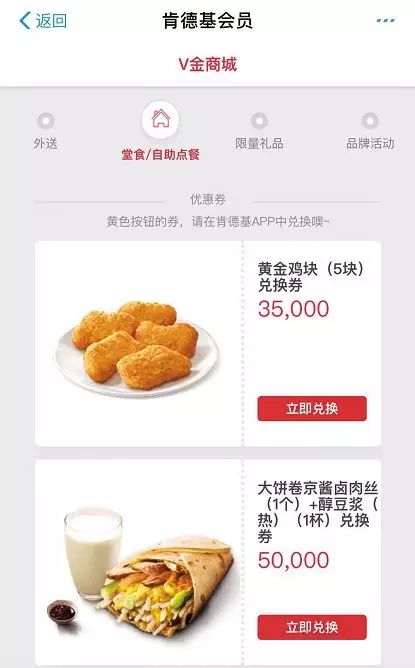 返回
肯德基会员
V金商城
外送
堂食/自助点餐
限量礼品
品牌活动
优惠券
黄色按钮的券，请在肯德基APP中兑换噢~
黄金鸡块（5块）
兑换券
35,000
立即兑换
大饼卷京酱卤肉丝
（1个）+醇豆浆（
热）（1杯）兑换
券
50,000
立即兑换